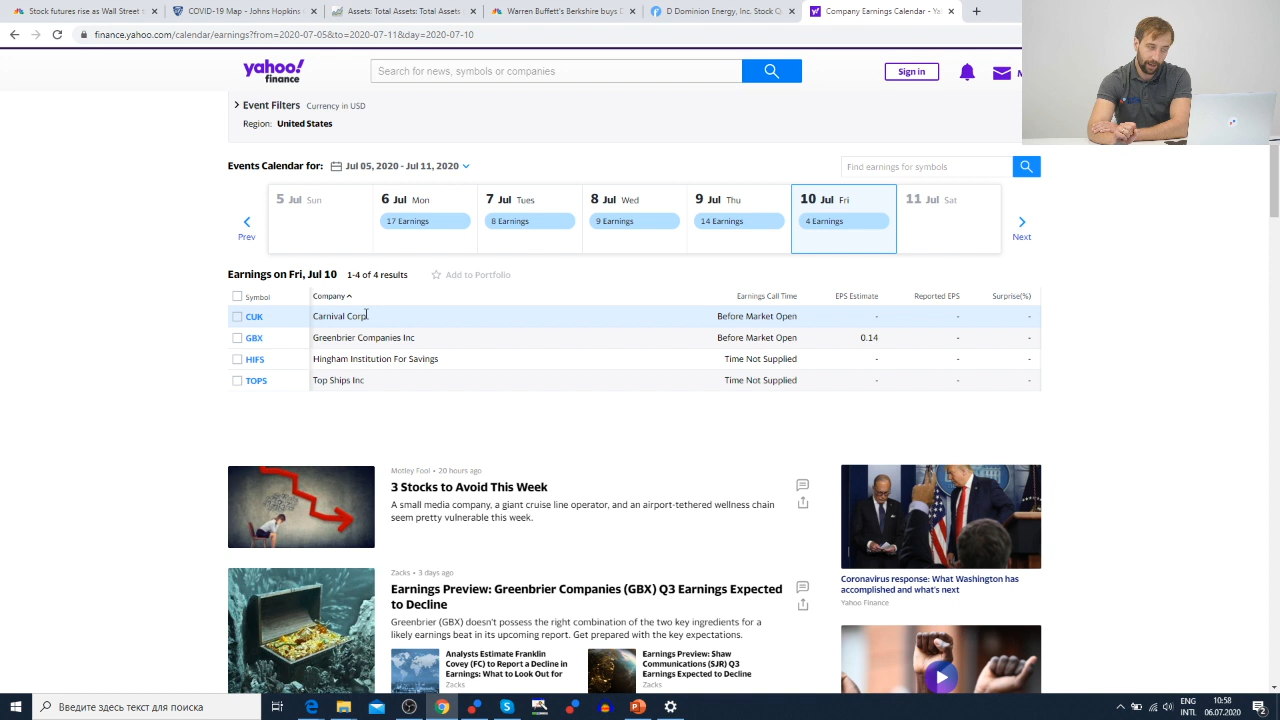 Stock futures rise as Wall Street
COVID-19 Map - Johns Hopkins
Assets: Total Assets: Total Assets
Warren Buffett's Berkshire buys
D Dominion Energy, Inc. Stock
Company Earnings Calendar - Ya
finance.yahoo.com/calendar/earnings?from=2020-07-05&to=2020-07-11&day=2020-07-10
yahoo!
finance
Search for news, symbols or companies
Sign in
Event Filters Currency in USD
Region: United States
Events Calendar for: Jul 05, 2020 - Jul 11, 2020
Find earnings for symbols
Prev
5 Jul Sun
6 Jul Mon
17 Earnings
7 Jul Tues
8 Earnings
8 Jul Wed
9 Earnings
9 Jul Thu
14 Earnings
10 Jul Fri
4 Earnings
11 Jul Sat
Next
Earnings on Fri, Jul 10 1-4 of 4 results Add to Portfolio
Symbol Company Earnings Call Time EPS Estimate Reported EPS Surprise(%)
CUK Carnival Corp. Before Market Open - - -
GBX Greenbrier Companies Inc Before Market Open 0.14 - -
HIFS Hingham Institution For Savings Time Not Supplied - - -
TOPS Top Ships Inc Time Not Supplied - - -
Motley Fool • 20 hours ago
3 Stocks to Avoid This Week
A small media company, a giant cruise line operator, and an airport-tethered wellness chain
seem pretty vulnerable this week.
Zacks • 3 days ago
Earnings Preview: Greenbrier Companies (GBX) Q3 Earnings Expected
to Decline
Greenbrier (GBX) doesn't possess the right combination of the two key ingredients for a
likely earnings beat in its upcoming report. Get prepared with the key expectations.
Analysts Estimate Franklin
Covey (FC) to Report a Decline in
Earnings: What to Look Out for
Zacks
Earnings Preview: Shaw
Communications (SJR) Q3
Earnings Expected to Decline
Zacks
Coronavirus response: What Washington has
accomplished and what's next
Yahoo Finance
Введите здесь текст для поиска
ENG
INTL
10:58
06.07.2020